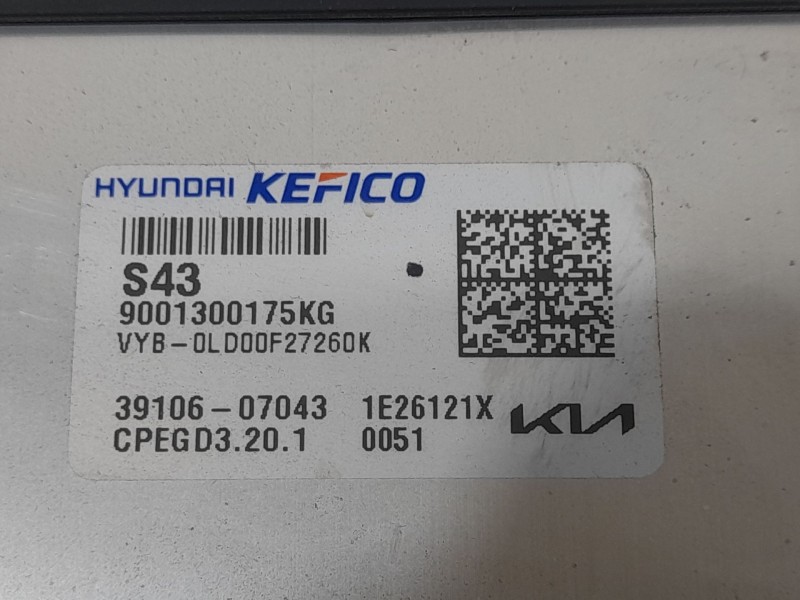 HYUNDAI KEFICO
S43
9001300175KG
VYB-0LD00F27260K
39106-07043 1E26121X
CPEGD3.20.1 0051
KIA